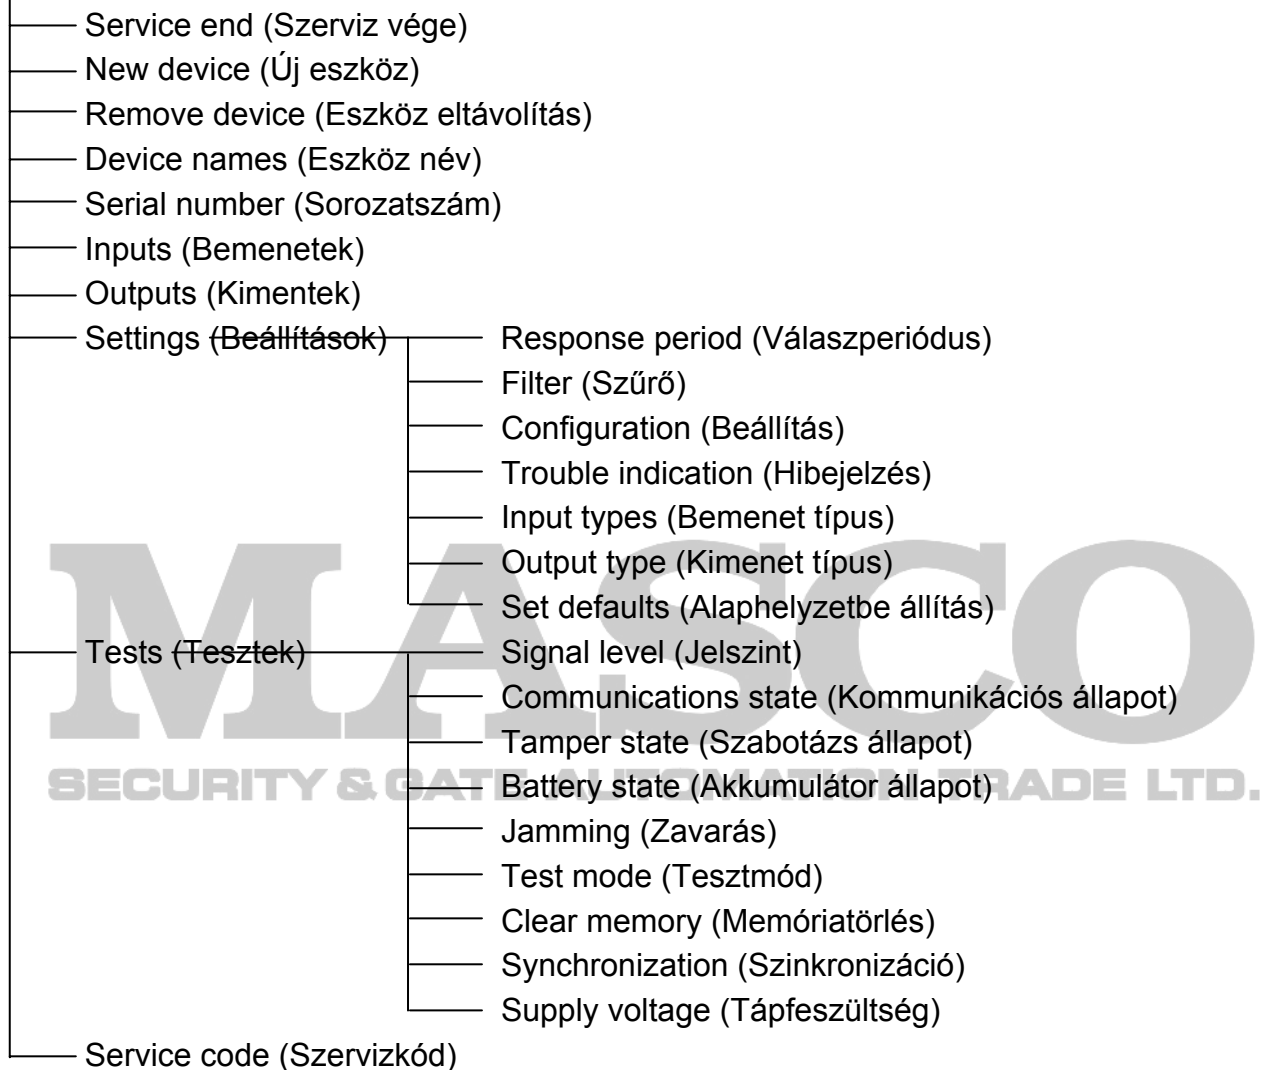 Service end (Szerviz vége)
New device (Új eszköz)
Remove device (Eszköz eltávolítás)
Device names (Eszköz név)
Serial number (Sorozatszám)
Inputs (Bemenetek)
Outputs (Kimentek)
Settings (Beállítások)
Response period (Válaszperiódus)
Filter (Szűrő)
Configuration (Beállítás)
Trouble indication (Hibejelzés)
Input types (Bemenet típus)
Output type (Kimenet típus)
Set defaults (Alaphelyzetbe állítás)
Tests (Tesztek)
Signal level (Jelszint)
Communications state (Kommunikációs állapot)
Tamper state (Szabotázs állapot)
Battery state (Akkumulátor állapot)
Jamming (Zavarás)
Test mode (Tesztmód)
Clear memory (Memóriatörlés)
Synchronization (Szinkronizáció)
Supply voltage (Tápfeszültség)
Service code (Szervizkód)
MASCO
SECURITY & GATE AUTOMATION TRADE LTD.